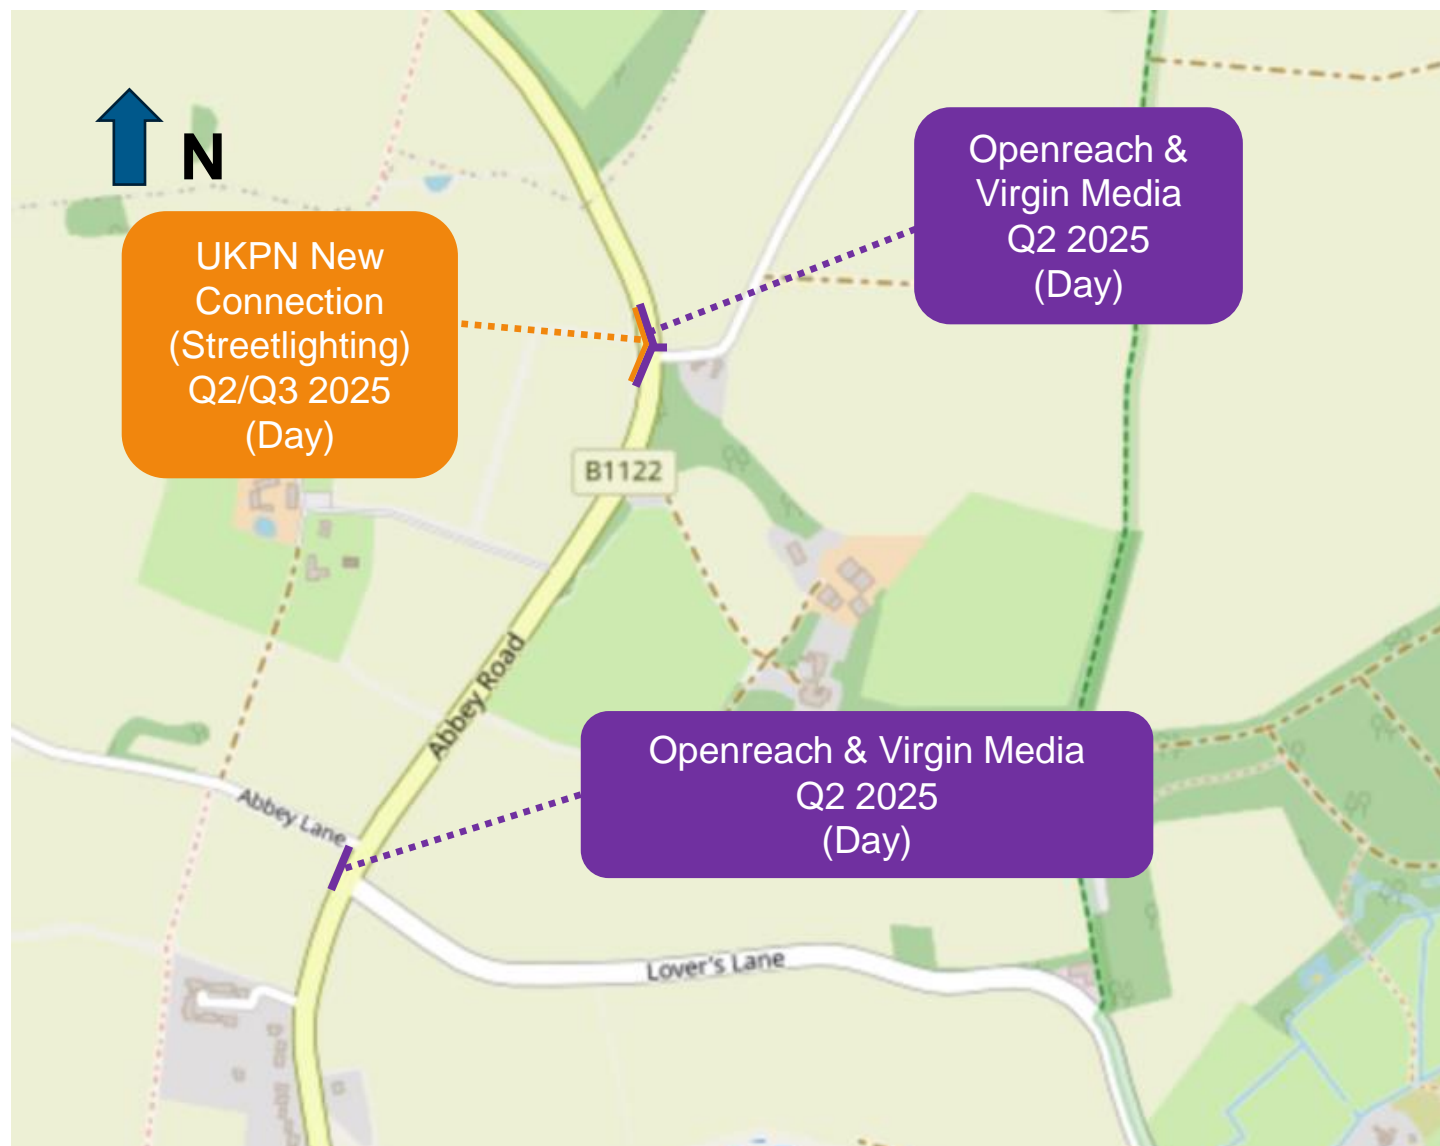 N
Openreach &
Virgin Media
Q2 2025
(Day)
UKPN New
Connection
(Streetlighting)
Q2/Q3 2025
(Day)
B1122
Abbey Road
Openreach & Virgin Media
Q2 2025
(Day)
Abbey Lane
Lover's Lane